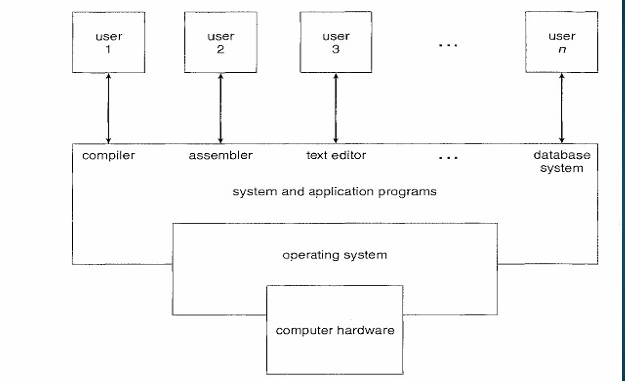 user
1
user
2
user
3
...
user
n
compiler
assembler
text editor
...
database
system
system and application programs
operating system
computer hardware